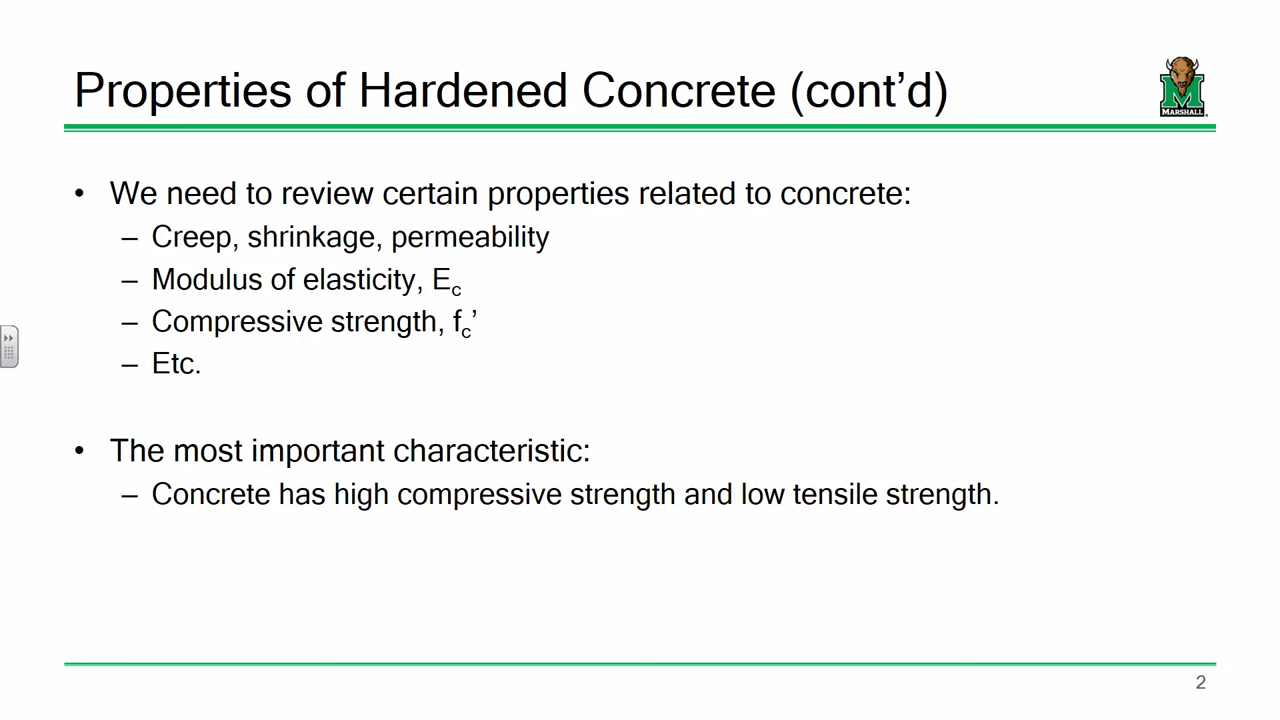 Properties of Hardened Concrete (cont’d)
MARSHALL
• We need to review certain properties related to concrete:
– Creep, shrinkage, permeability
– Modulus of elasticity, Ec
– Compressive strength, fc’
– Etc.
• The most important characteristic:
– Concrete has high compressive strength and low tensile strength.
2